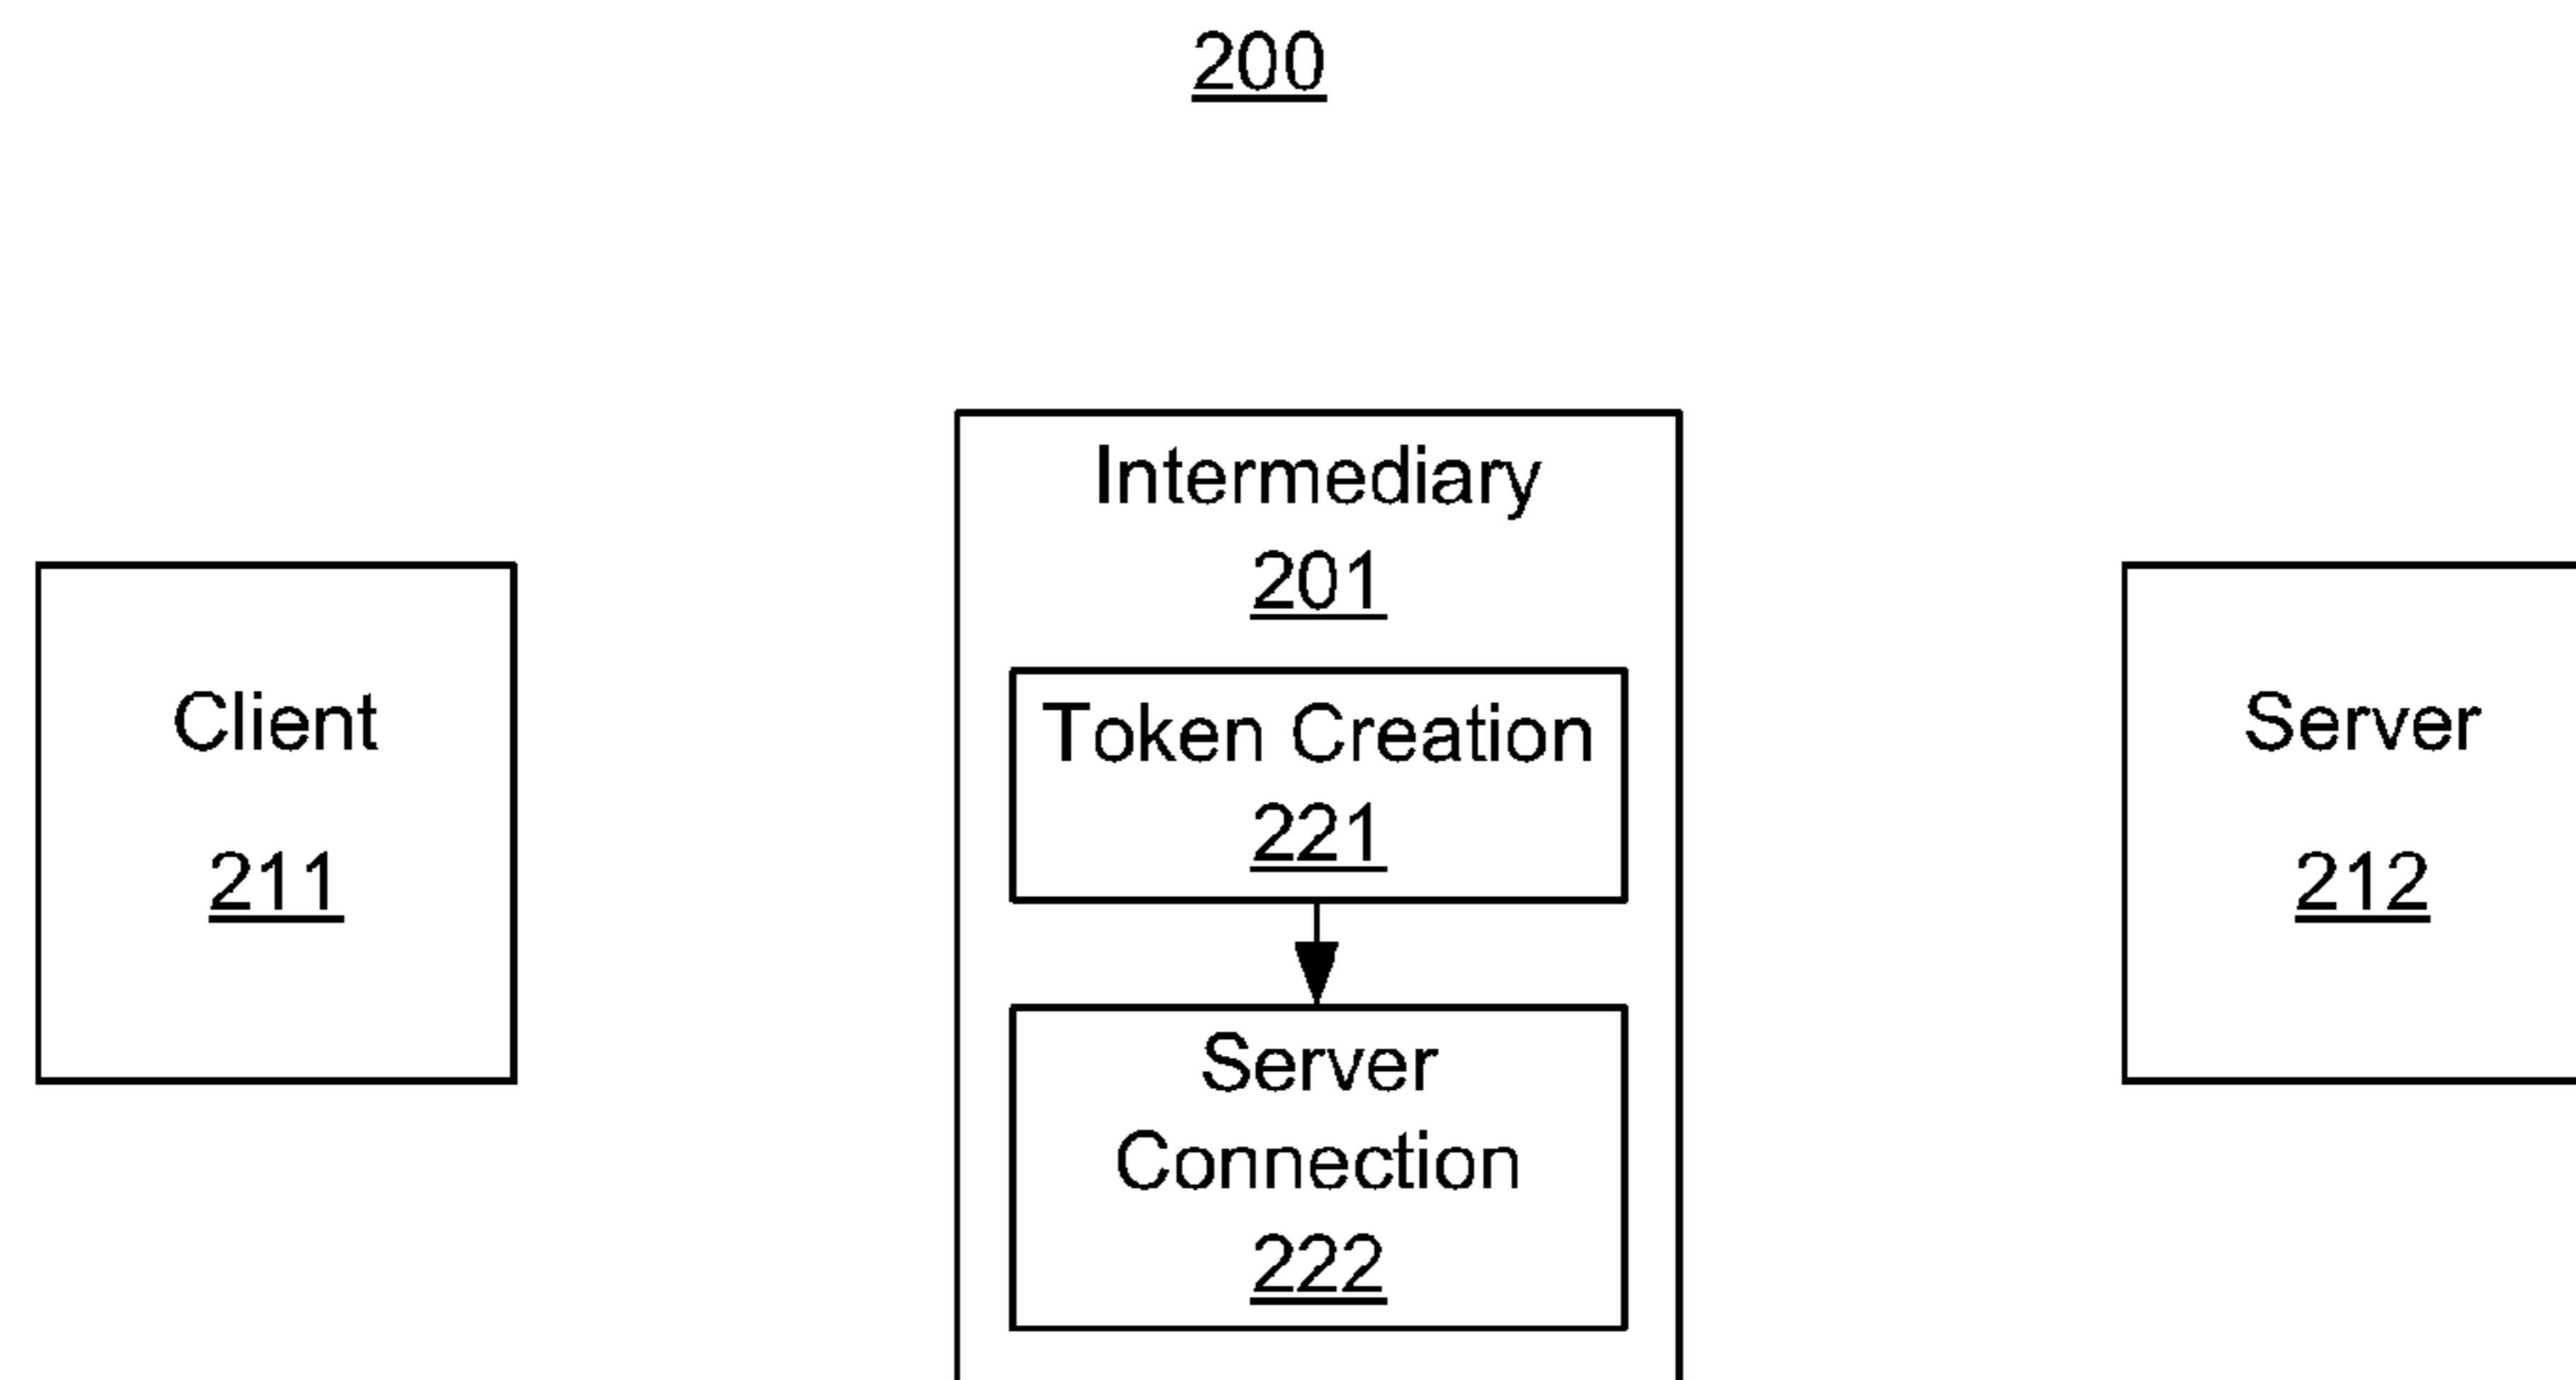 200
Intermediary
201
Client
211
Token Creation
221
Server
Connection
222
Server
212